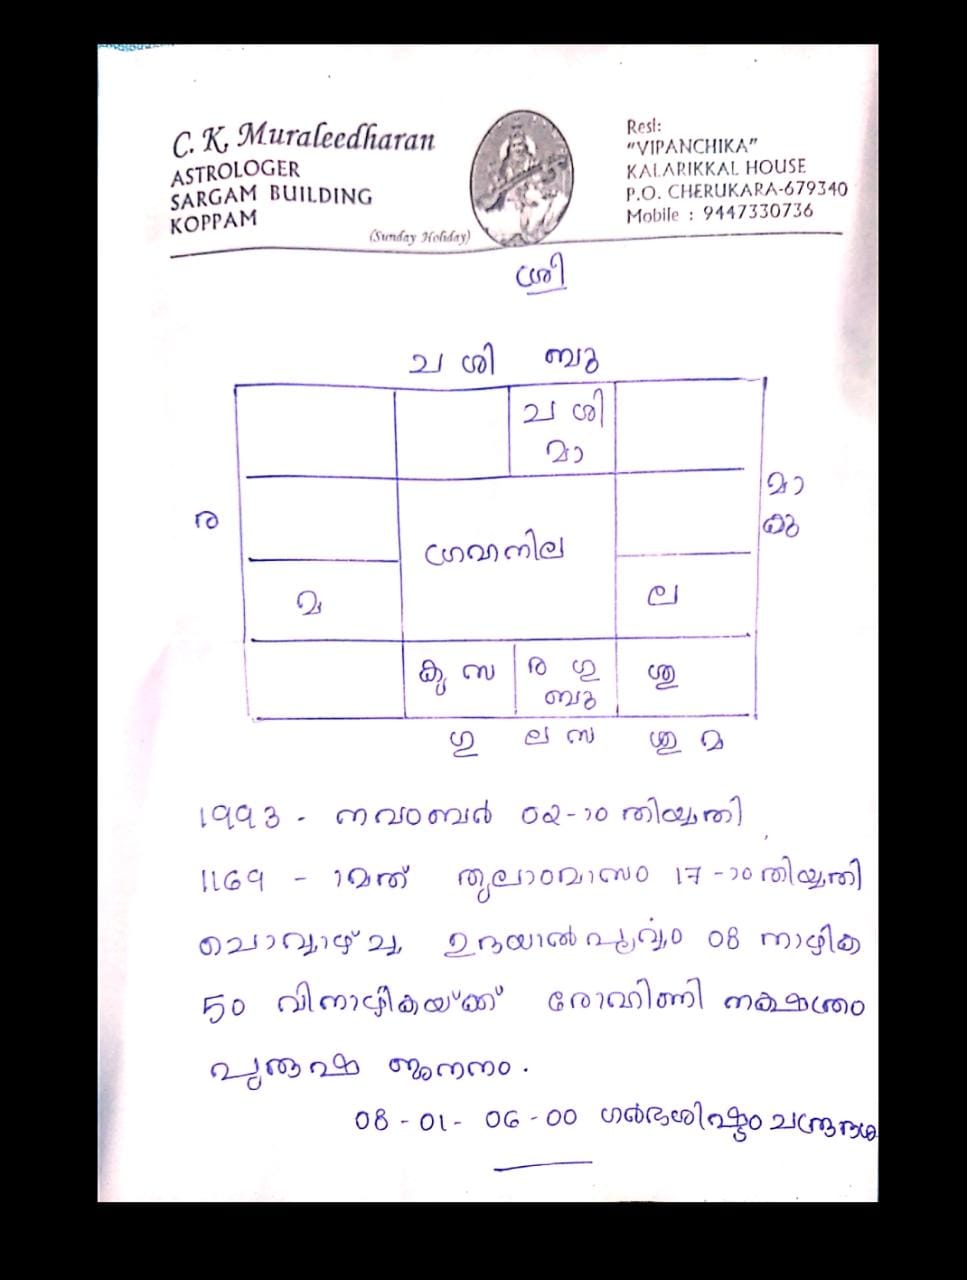 C. K. Muraleedharan
ASTROLOGER
SARGAM BUILDING
KOPPAM
(Sunday Holiday)
Resi:
"VIPANCHIKA"
KALARIKKAL HOUSE
P.O. CHERUKARA-679340
Mobile : 9447330736
ശ്രീ
ച ശി ബു
ച ശി
മാ
മാ
കു
ര
ഗ്രഹനില
മ
ല
കു സ
ര ഗു
ബു
ശു
ഗു
ല സ
ശു മ
1993 - നവംബർ 02-ാം തിയ്യതി
1169 - ാമത് തുലാംമാസം 17-ാം തിയ്യതി
ചൊവ്വാഴ്ച ഉദയാൽപൂർവ്വം 08 നാഴിക
50 വിനാഴികയ്ക്ക് രോഹിണി നക്ഷത്രം
പുരുഷ ജനനം.
08 - 01 - 06 - 00 ഗർഭശിഷ്ടം ചന്ദ്രദശ